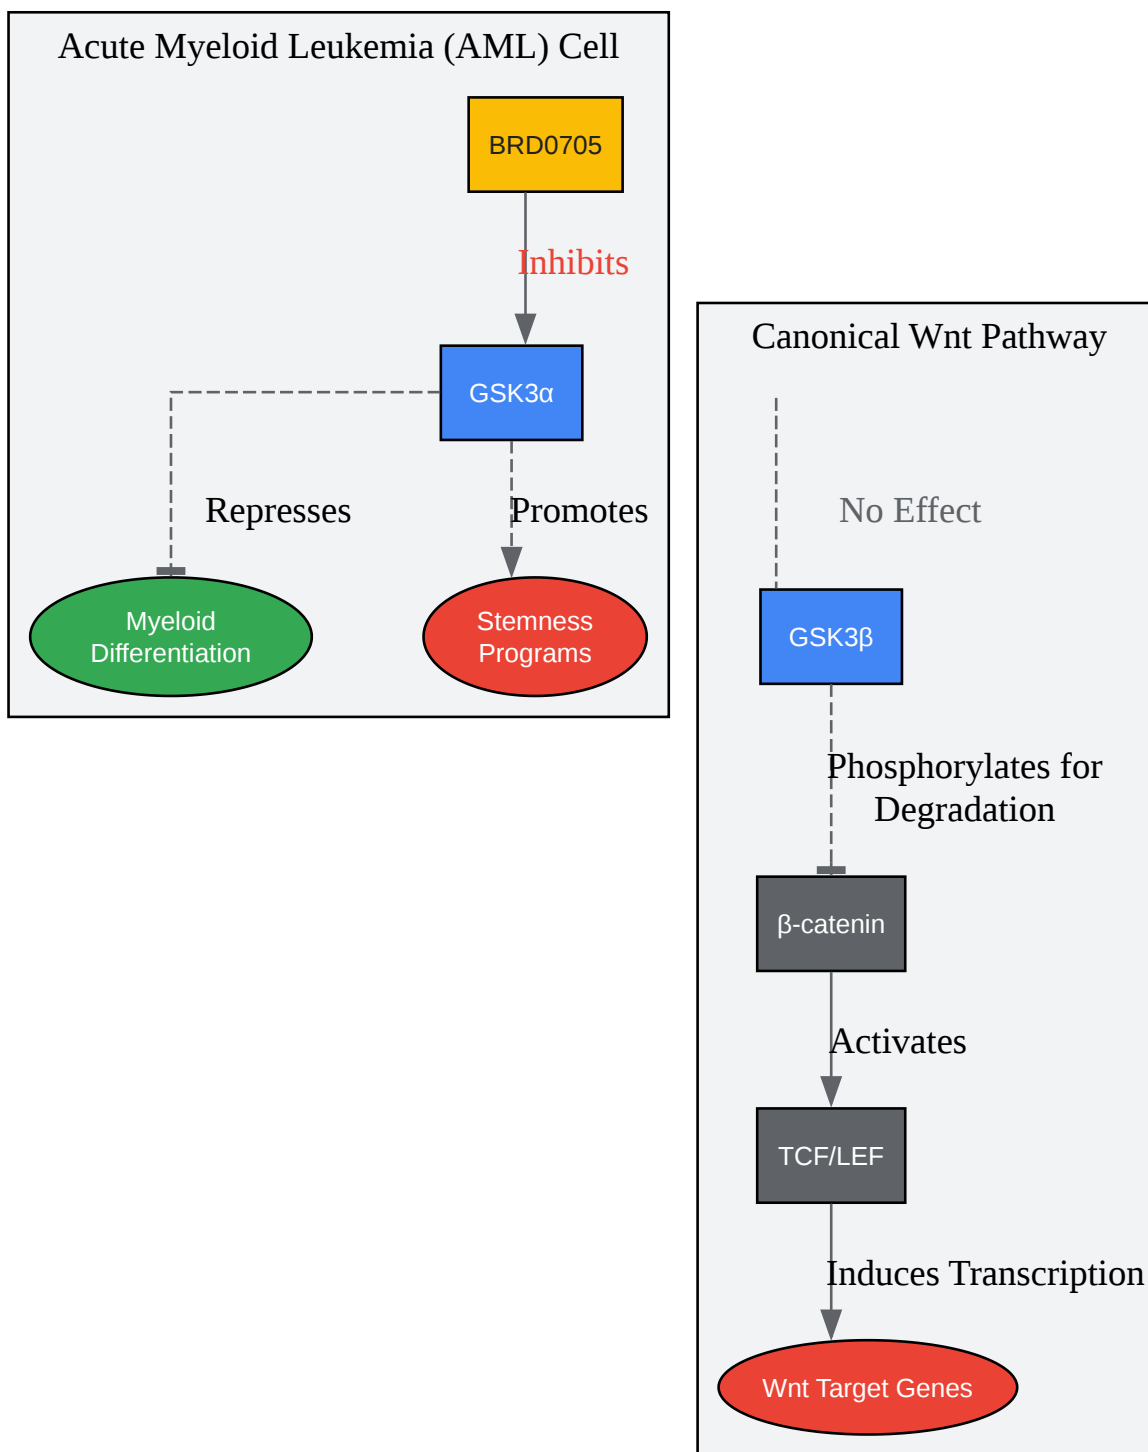 Acute Myeloid Leukemia (AML) Cell
BRD0705
Inhibits
GSK3α
Represses
Promotes
Myeloid
Differentiation
Stemness
Programs
Canonical Wnt Pathway
No Effect
GSK3β
Phosphorylates for
Degradation
β-catenin
Activates
TCF/LEF
Induces Transcription
Wnt Target Genes